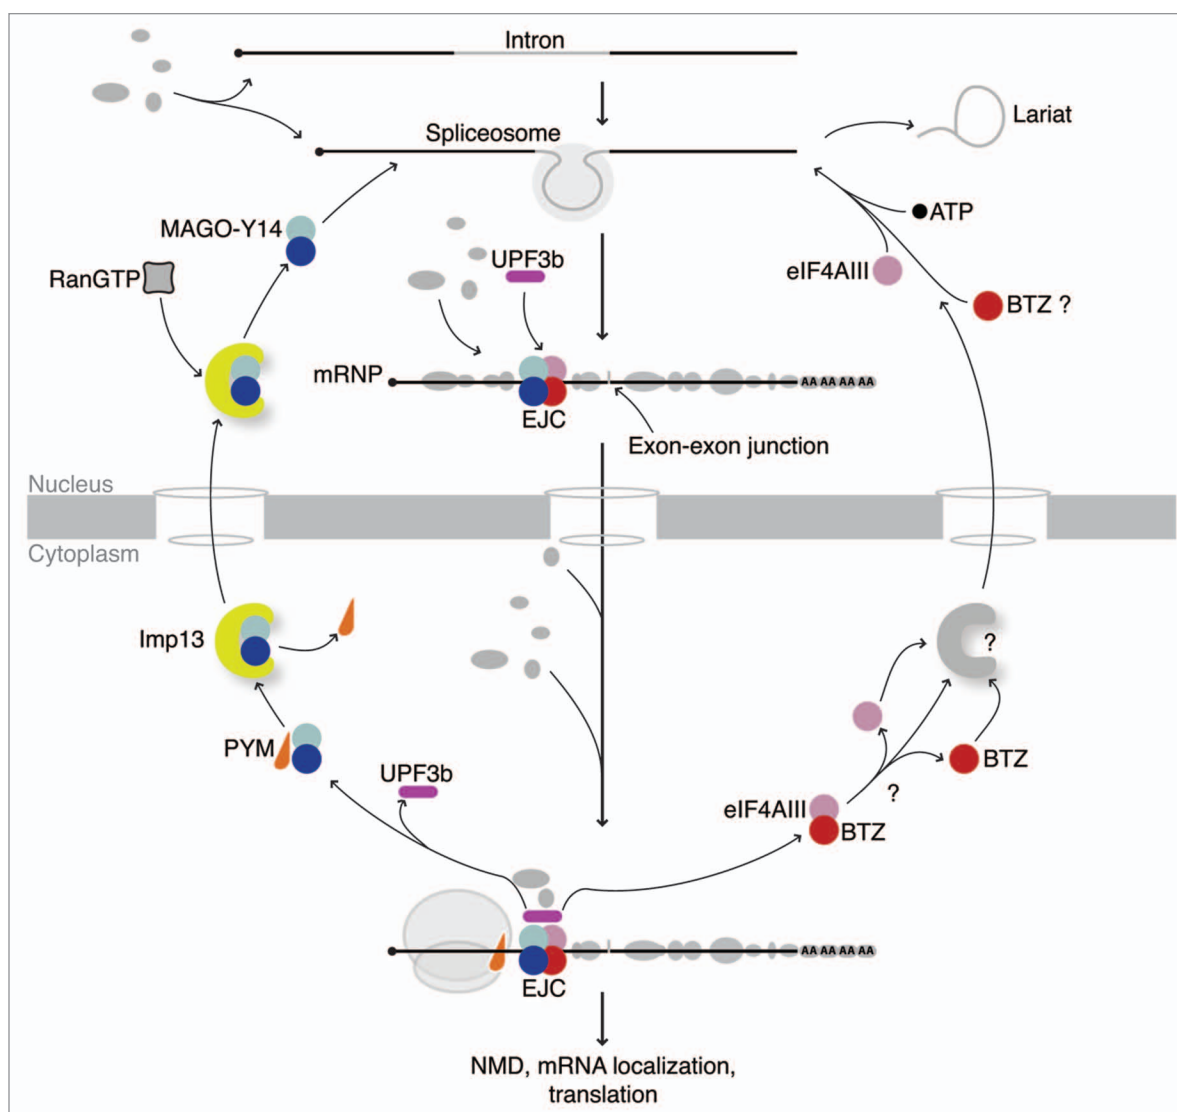 Intron
Spliceosome
Lariat
MAGO-Y14
ATP
UPF3b
eIF4AIII
RanGTP
BTZ ?
mRNP
AA AA AA AA
EJC
Exon-exon junction
Nucleus
Cytoplasm
Imp13
?
PYM
UPF3b
BTZ
?
eIF4AIII
BTZ
AA AA AA AA
EJC
NMD, mRNA localization,
translation